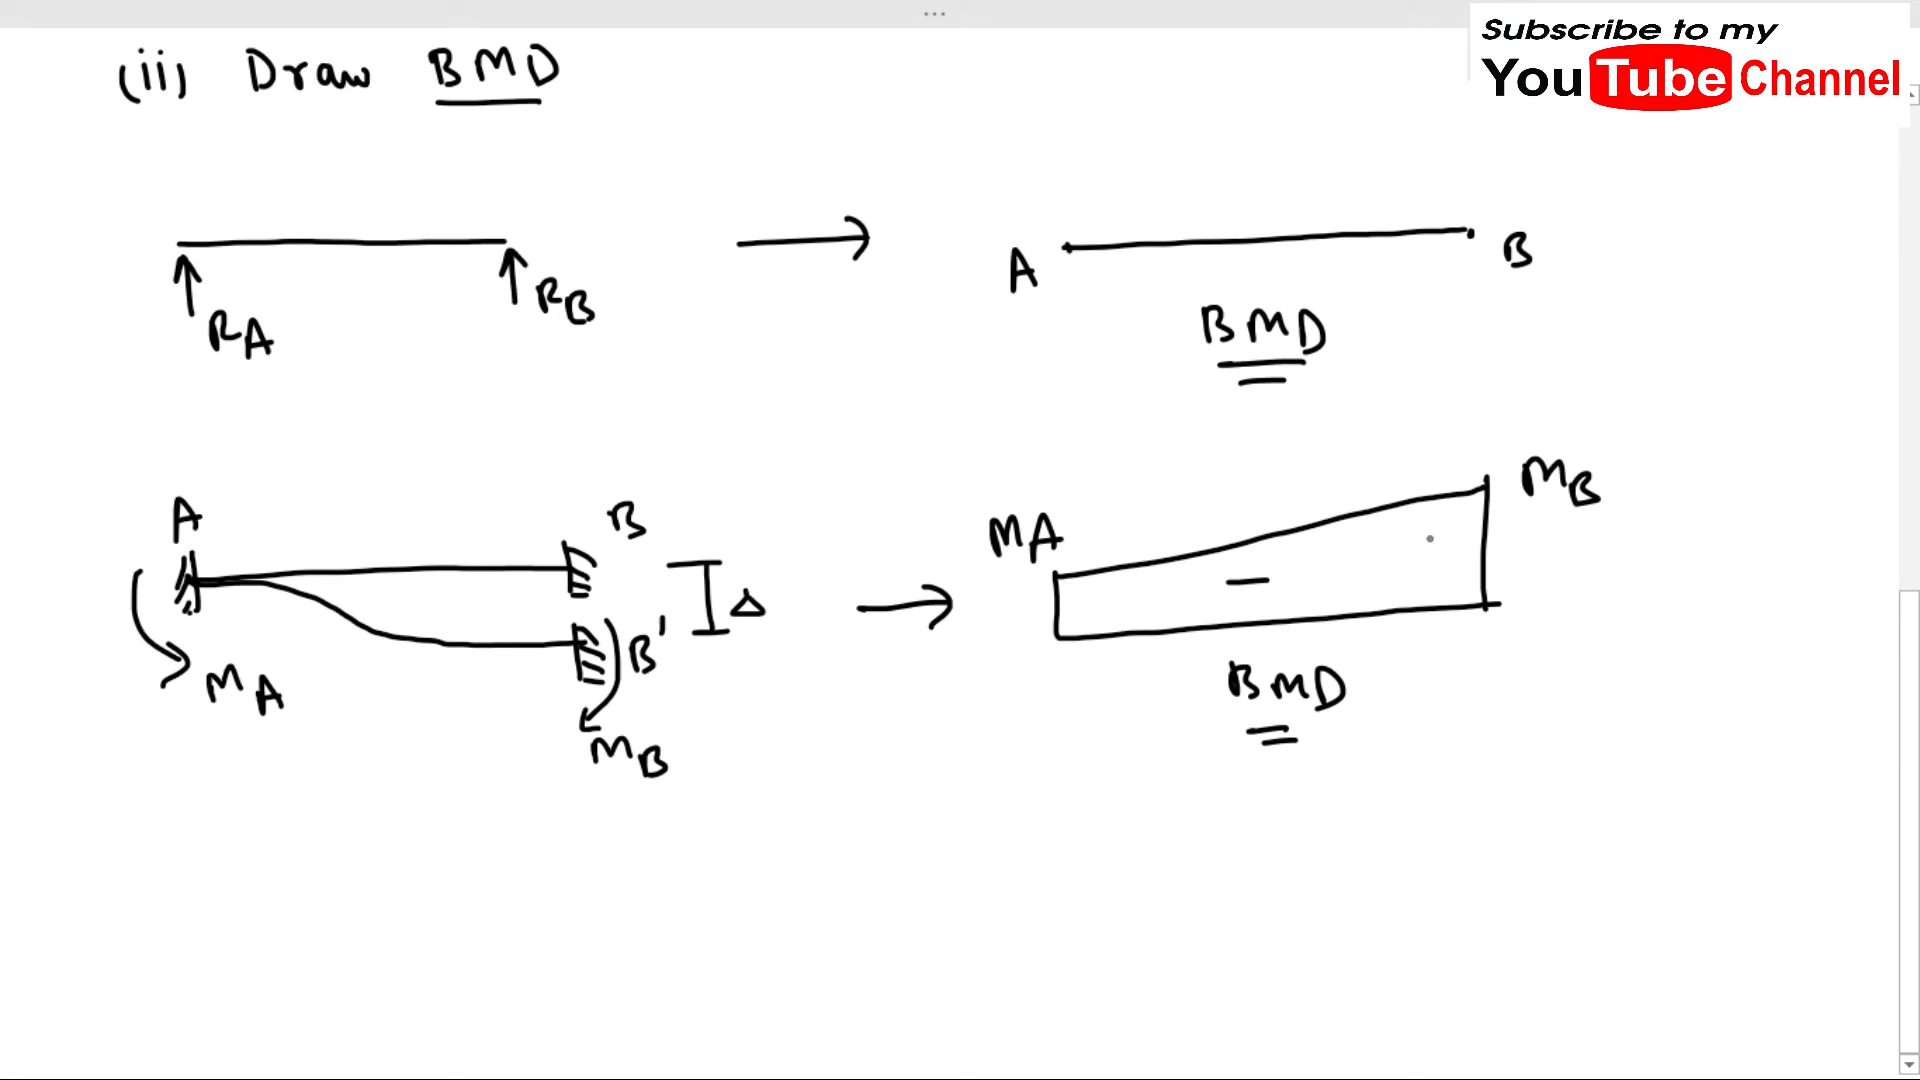 Subscribe to my
YouTube Channel
(ii) Draw BMD
RA
RB
A
B
BMD
A
B
B'
Δ
MA
MB
MA
MB
−
BMD